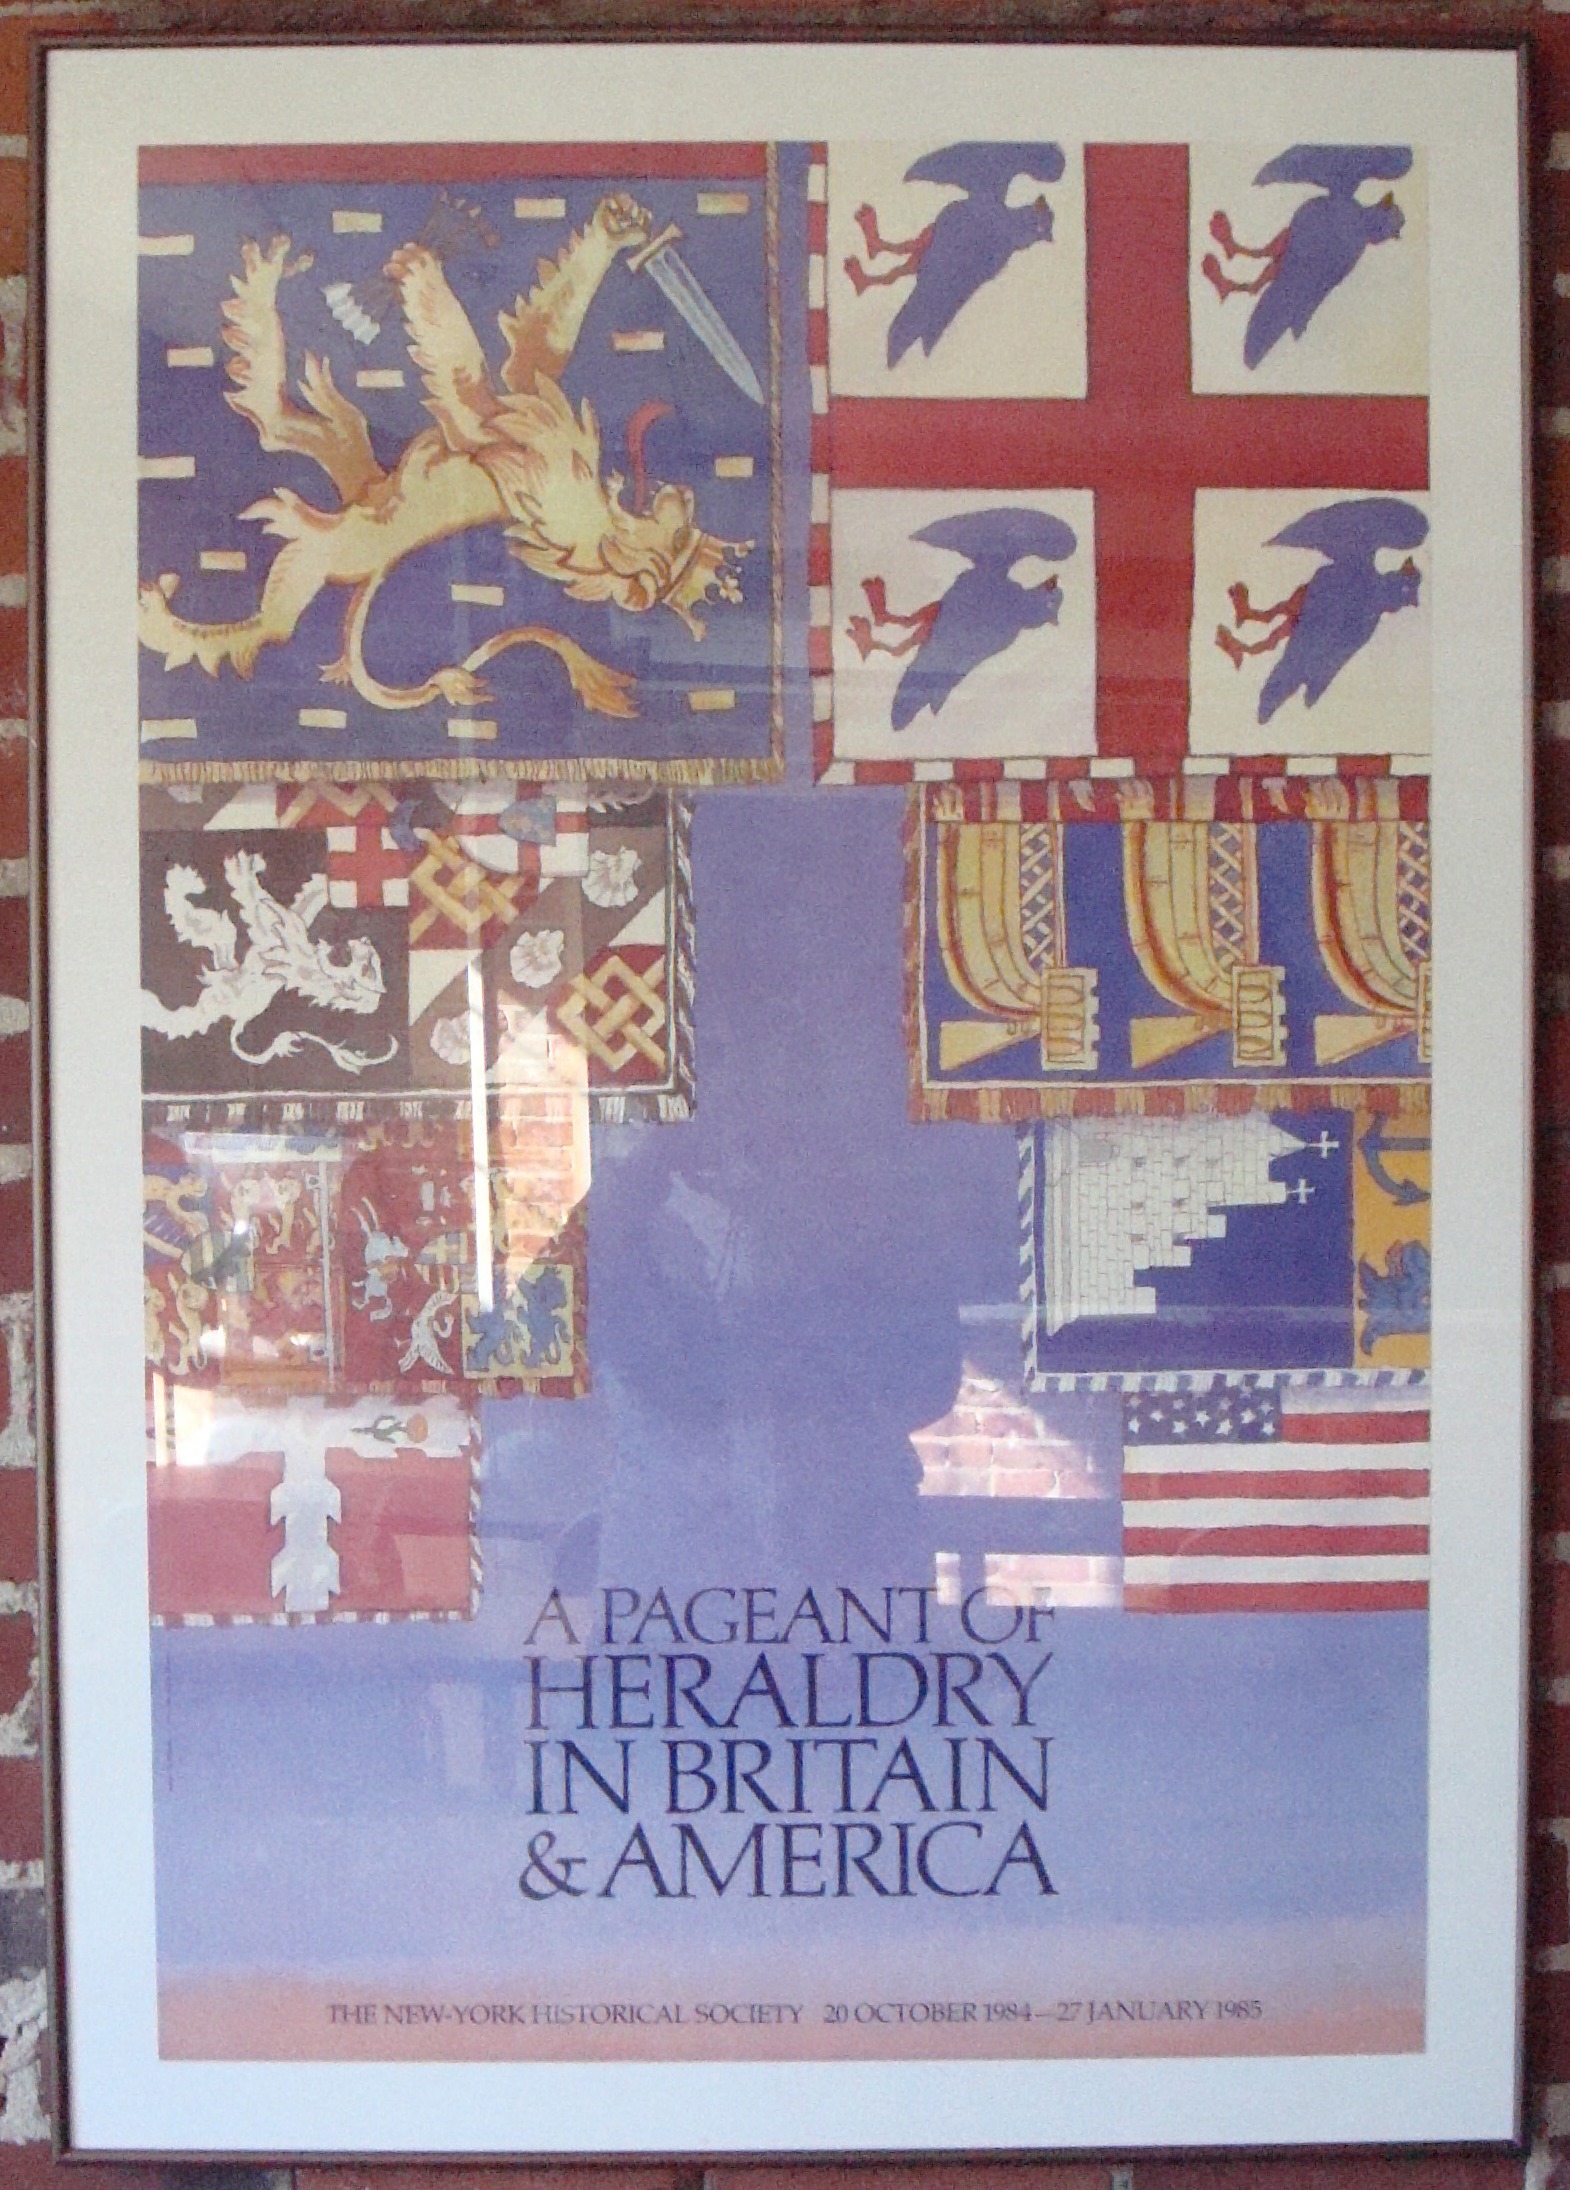 A PAGEANT OF
HERALDRY
IN BRITAIN
& AMERICA
THE NEW-YORK HISTORICAL SOCIETY 20 OCTOBER 1984—27 JANUARY 1985